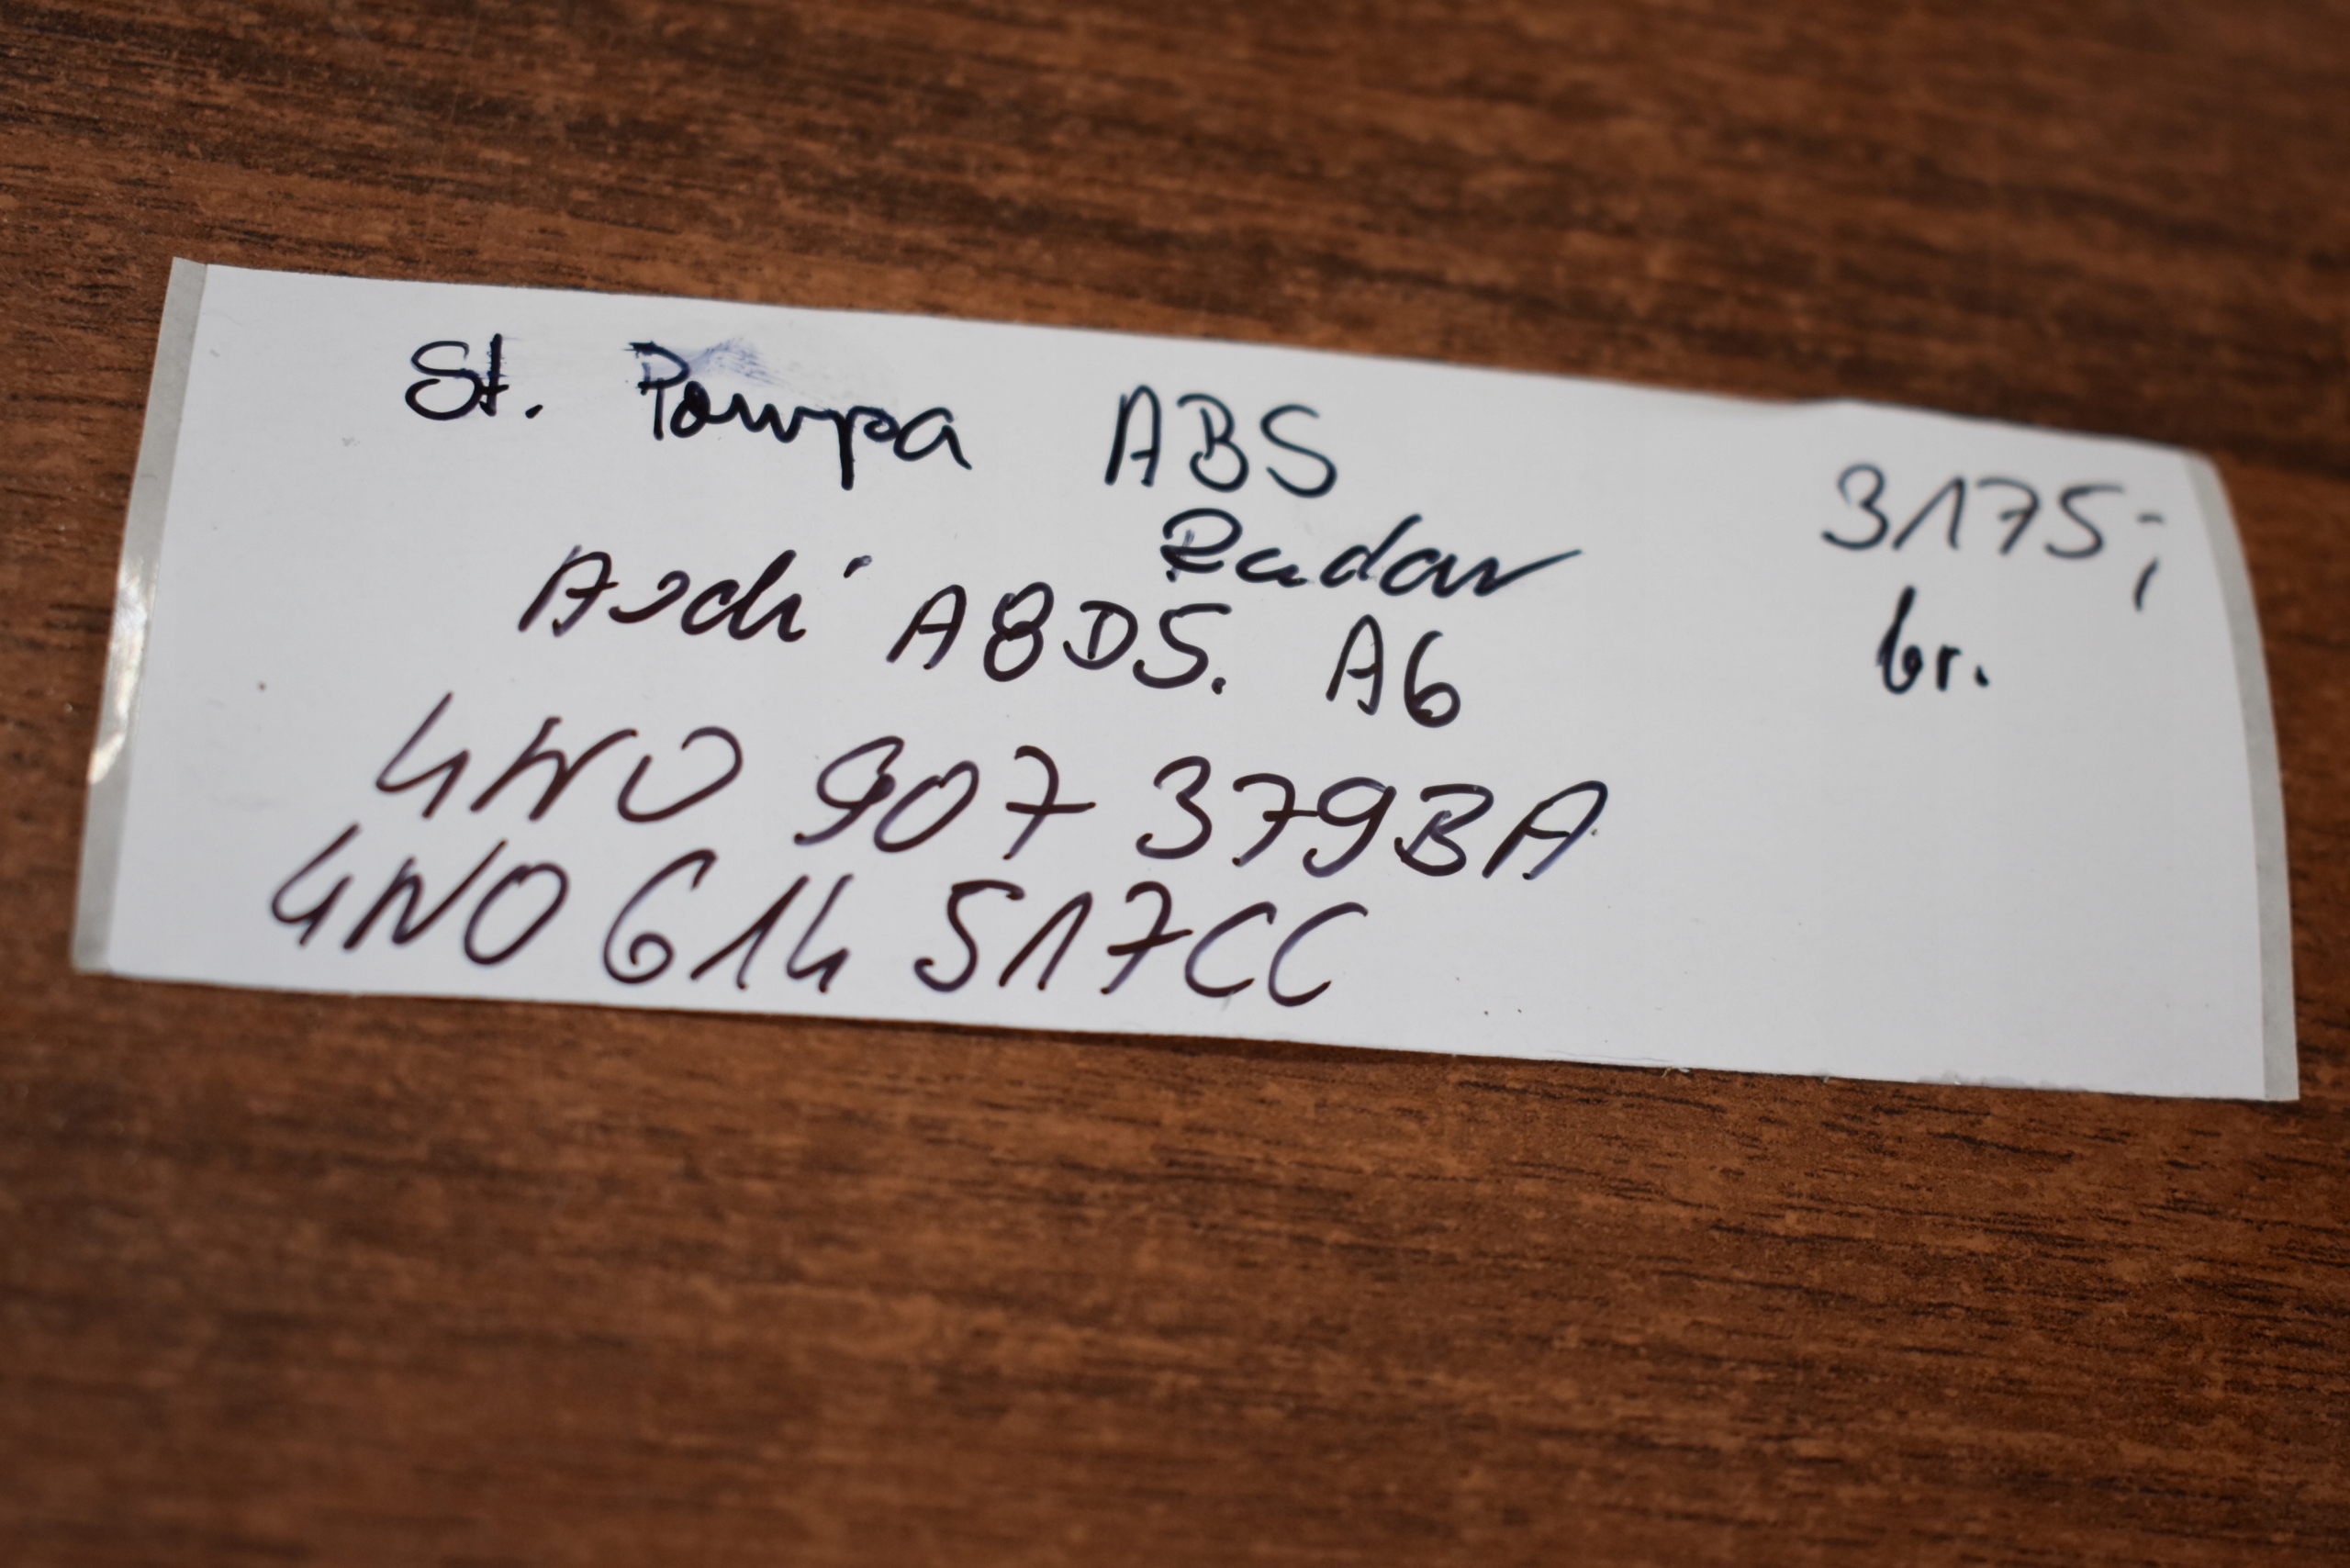 St. Pompa ABS
Radar
3175,-
br.
Audi A8D5. A6
4N0 907 379BA
4N0 614 517CC